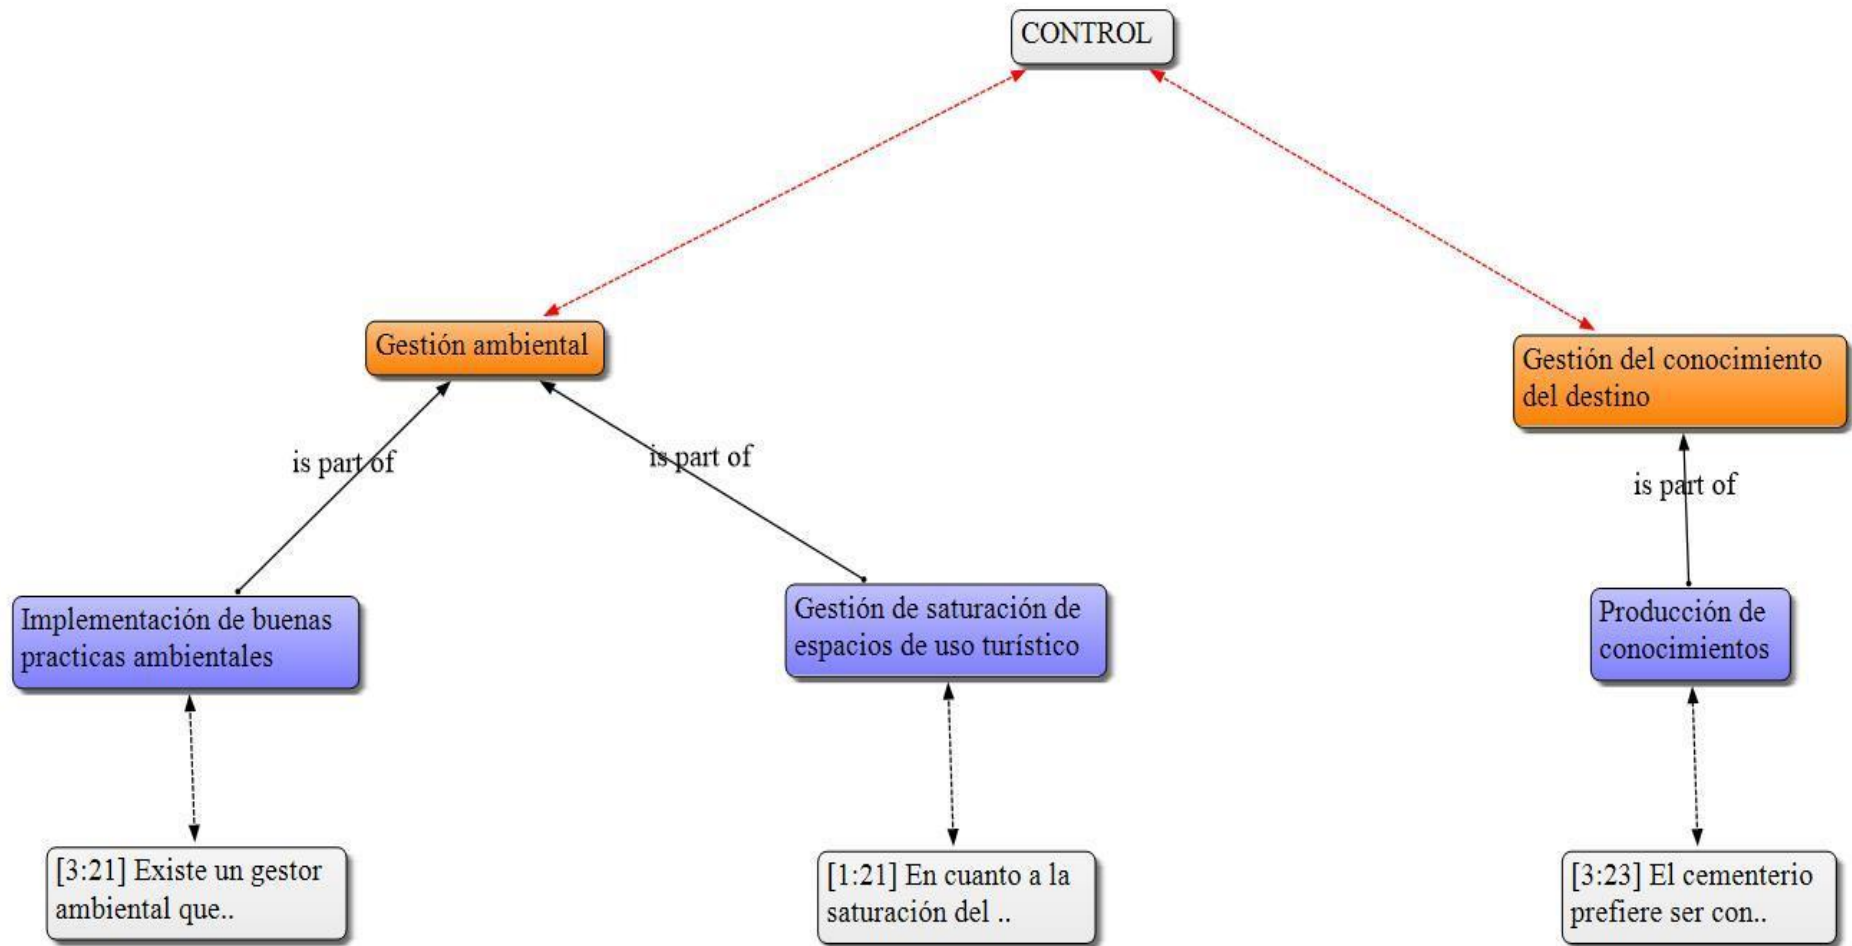 CONTROL
Gestión ambiental
Gestión del conocimiento
del destino
is part of
is part of
is part of
Implementación de buenas
practicas ambientales
Gestión de saturación de
espacios de uso turístico
Producción de
conocimientos
[3:21] Existe un gestor
ambiental que..
[1:21] En cuanto a la
saturación del ..
[3:23] El cementerio
prefiere ser con..